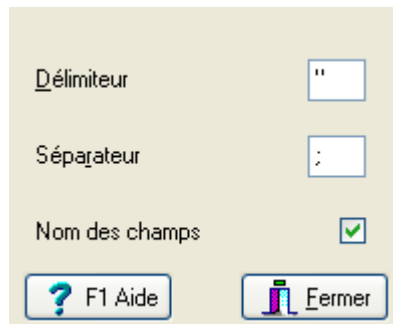 Délimiteur "
Séparateur ;
Nom des champs
F1 Aide Fermer